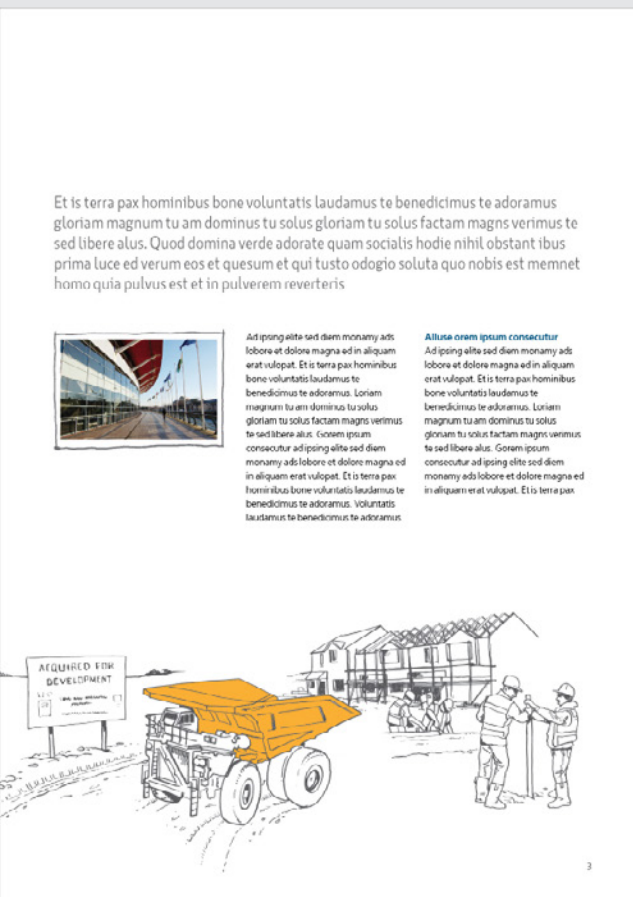 Et is terra pax hominibus bone voluntatis laudamus te benedicimus te adoramus
gloriam magnum tu am dominus tu solus gloriam tu solus factam magns verimus te
sed libere alus. Quod domina verde adorate quam socialis hodie nihil obstant ibus
prima luce ed verum eos et quesum et qui tusto odogio soluta quo nobis est memnet
homo quia pulvus est et in pulverem reverteris
Ad ipsing elite sed diem monamy ads
lobore et dolore magna ed in aliquam
erat vulopat. Et is terra pax hominibus
bone voluntatis laudamus te
benedicimus te adoramus. Loriam
magnum tu am dominus tu solus
gloriam tu solus factam magns verimus
te sed libere alus. Gorem ipsum
consecutur ad ipsing elite sed diem
monamy ads lobore et dolore magna ed
in aliquam erat vulopat. Et is terra pax
hominibus bone voluntatis laudamus te
benedicimus te adoramus. Voluntatis
laudamus te benedicimus te adoramus
Alluse orem ipsum consecutur
Ad ipsing elite sed diem monamy ads
lobore et dolore magna ed in aliquam
erat vulopat. Et is terra pax hominibus
bone voluntatis laudamus te
benedicimus te adoramus. Loriam
magnum tu am dominus tu solus
gloriam tu solus factam magns verimus
te sed libere alus. Gorem ipsum
consecutur ad ipsing elite sed diem
monamy ads lobore et dolore magna ed
in aliquam erat vulopat. Et is terra pax
ACQUIRED FOR
DEVELOPMENT
3